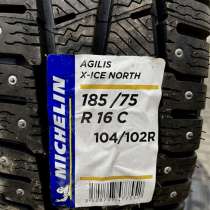 MICHELIN
AGILIS
X-ICE NORTH
185 /75
R 16 C
104/102R